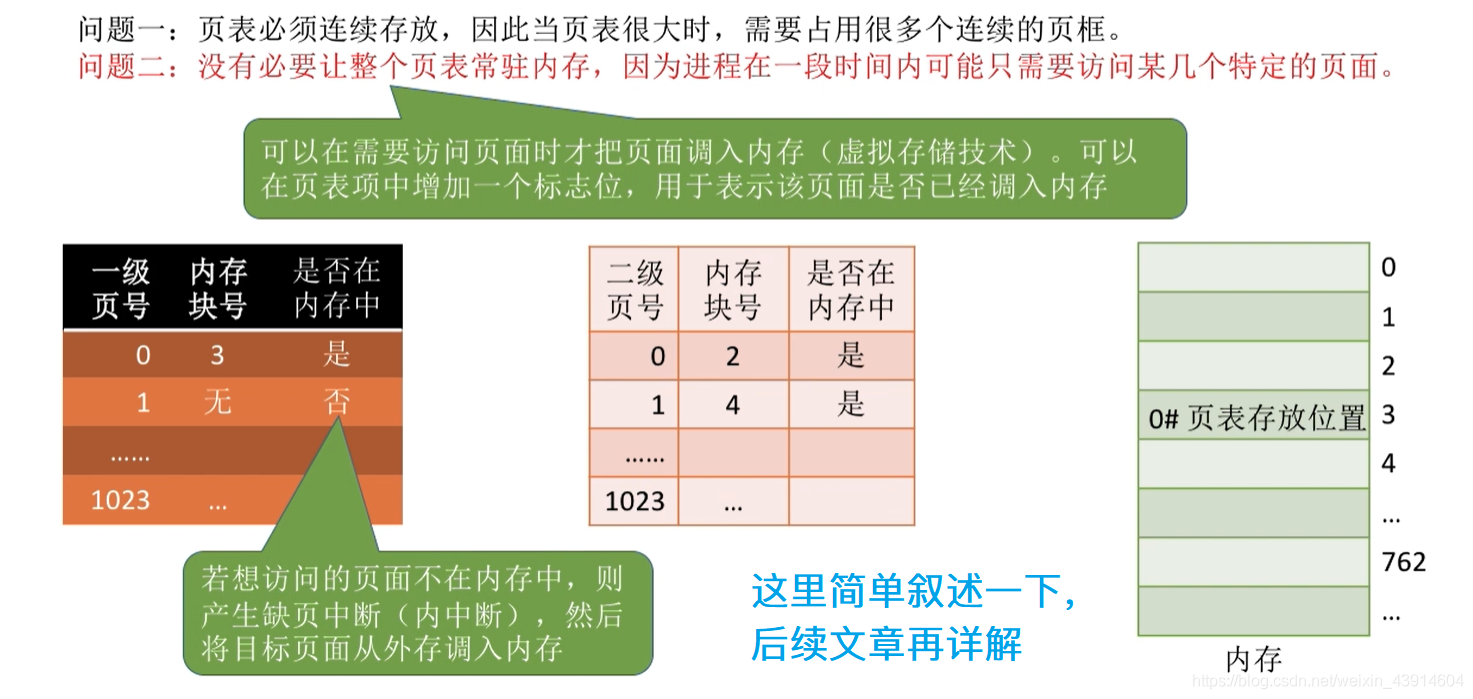 问题一：页表必须连续存放，因此当页表很大时，需要占用很多个连续的页框。
问题二：没有必要让整个页表常驻内存，因为进程在一段时间内可能只需要访问某几个特定的页面。
可以在需要访问页面时才把页面调入内存（虚拟存储技术）。可以
在页表项中增加一个标志位，用于表示该页面是否已经调入内存
一级 内存 是否在
页号 块号 内存中
0 3 是
1 无 否
……
1023 …
二级 内存 是否在
页号 块号 内存中
0 2 是
1 4 是
……
1023 …
0
1
2
0# 页表存放位置 3
4
…
762
…
内存
若想访问的页面不在内存中，则
产生缺页中断（内中断），然后
将目标页面从外存调入内存
这里简单叙述一下，
后续文章再详解
https://blog.csdn.net/weixin_43914604